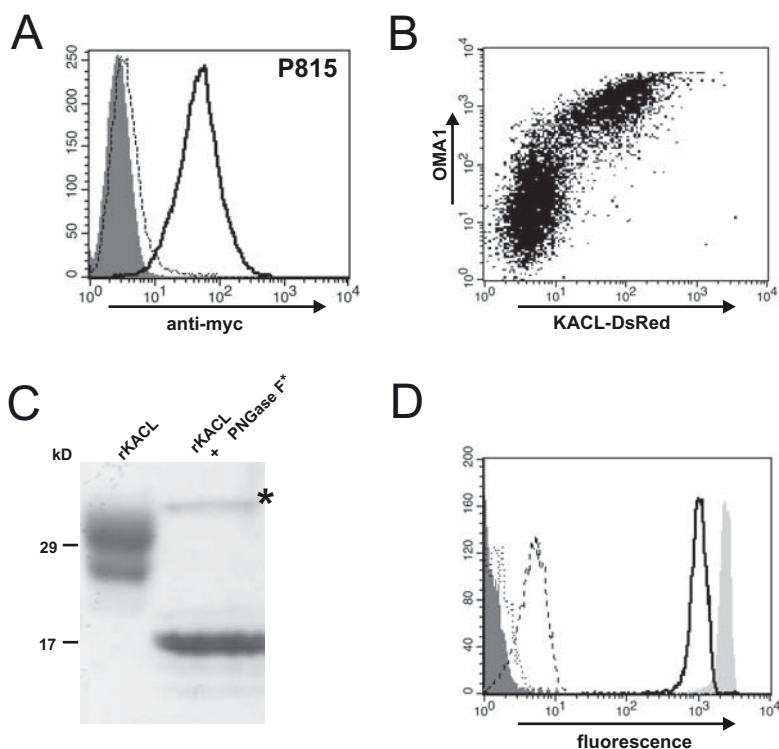 A
P815
250
200
150
100
50
0
10^0 10^1 10^2 10^3 10^4
anti-myc
B
10^4
10^3
10^2
10^1
10^0
OMA1
10^0 10^1 10^2 10^3 10^4
KACL-DsRed
C
kD
rKACL
rKACL
+ PNGase F*
*
29
17
D
200
160
120
80
40
0
10^0 10^1 10^2 10^3 10^4
fluorescence